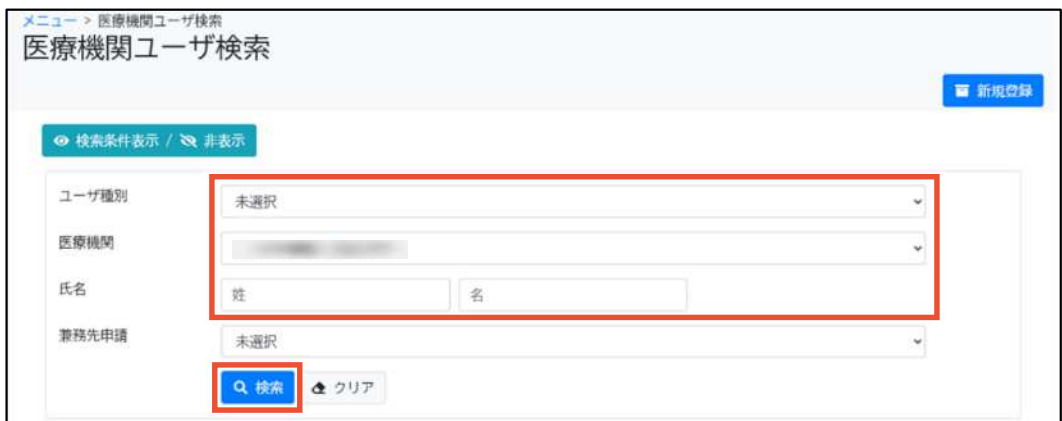 メニュー > 医療機関ユーザ検索
医療機関ユーザ検索
新規登録
検索条件表示 / 非表示
ユーザ種別
未選択
医療機関
氏名
姓 名
兼務先申請
未選択
検索 クリア